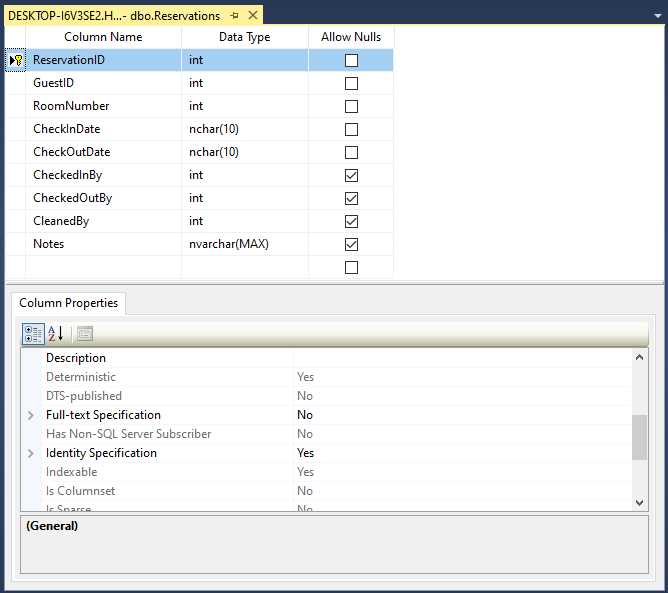 DESKTOP-I6V3SE2.H...- dbo.Reservations
Column Name Data Type Allow Nulls
ReservationID int
GuestID int
RoomNumber int
CheckInDate nchar(10)
CheckOutDate nchar(10)
CheckedInBy int
CheckedOutBy int
CleanedBy int
Notes nvarchar(MAX)
Column Properties
A
Z
Description
Deterministic Yes
DTS-published No
Full-text Specification No
Has Non-SQL Server Subscriber No
Identity Specification Yes
Indexable Yes
Is Columnset No
Is Sparse No
(General)